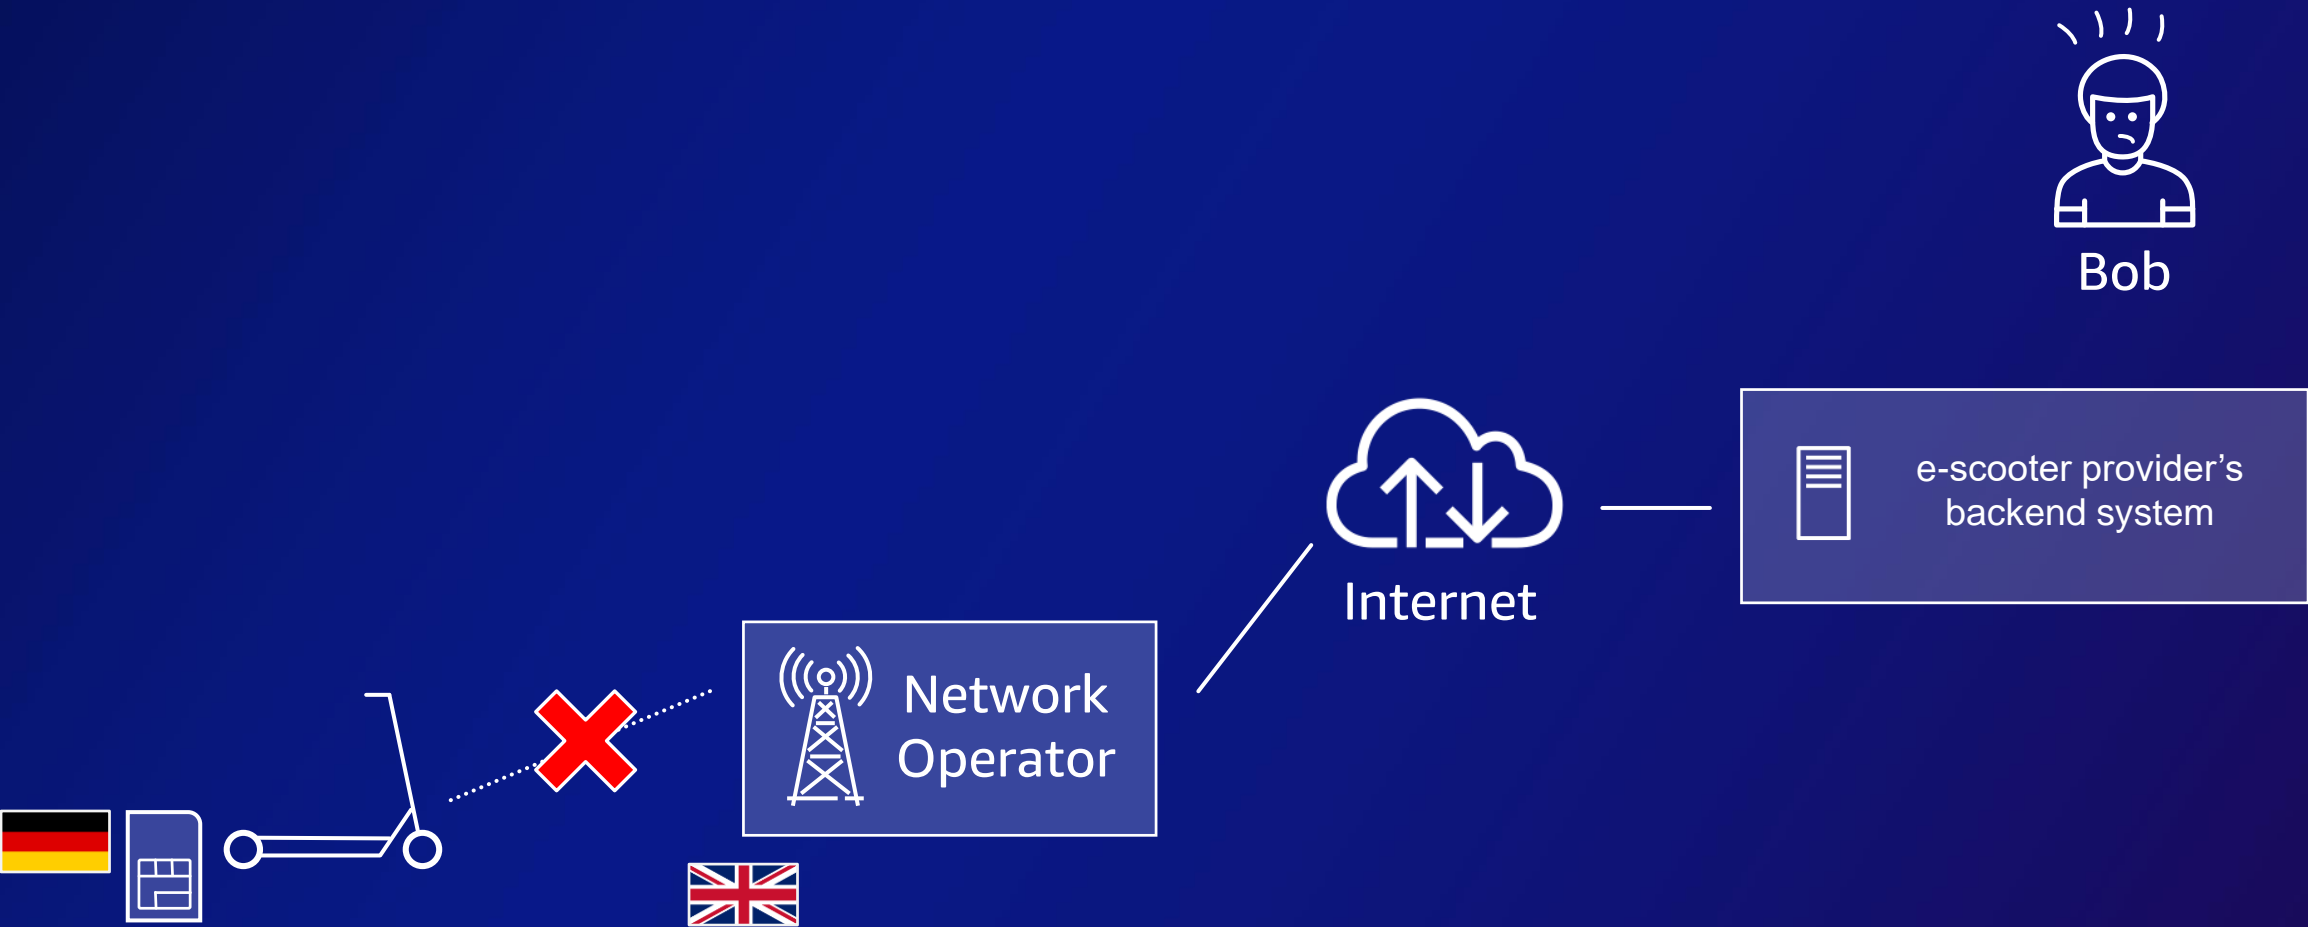 Bob
e-scooter provider’s
backend system
Internet
Network
Operator